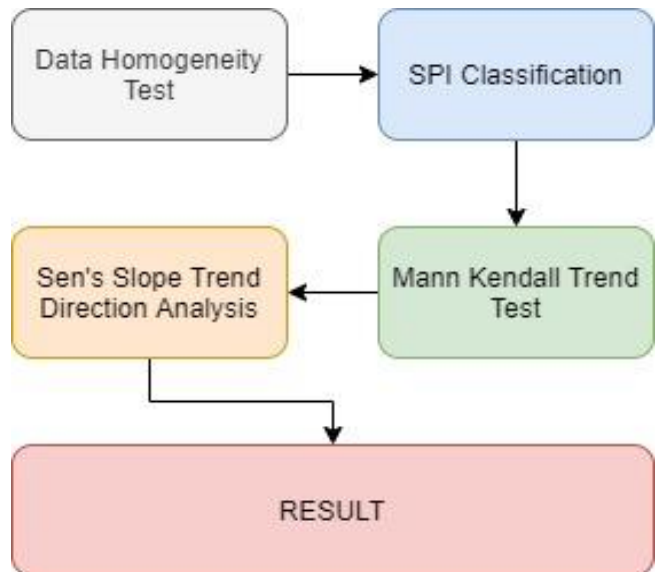 Data Homogeneity
Test
SPI Classification
Sen's Slope Trend
Direction Analysis
Mann Kendall Trend
Test
RESULT